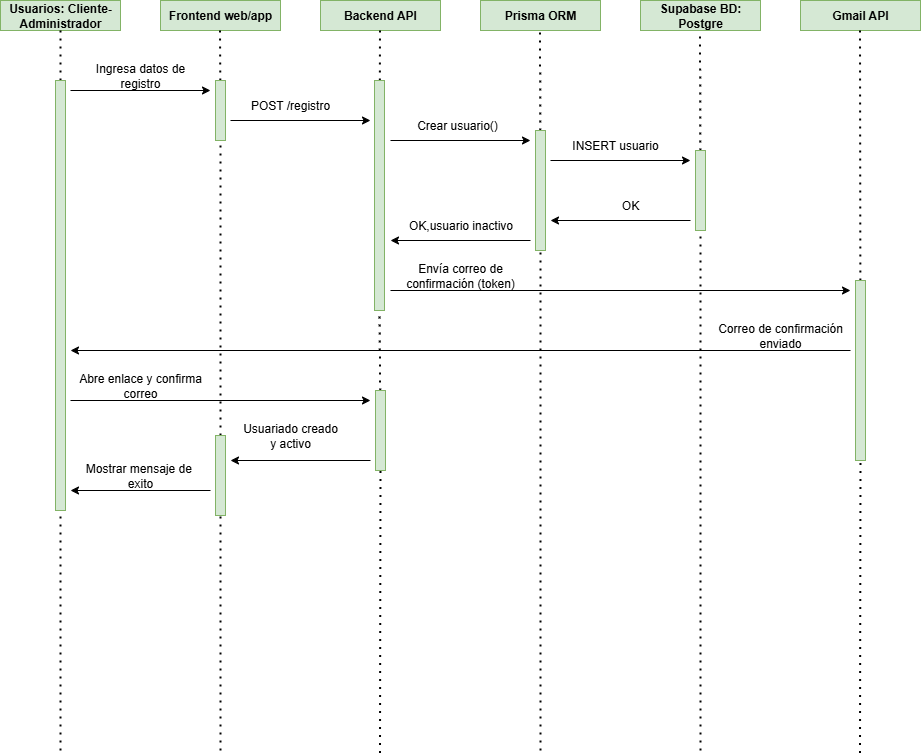 Usuarios: Cliente-
Administrador
Frontend web/app
Backend API
Prisma ORM
Supabase BD:
Postgre
Gmail API
Ingresa datos de
registro
POST /registro
Crear usuario()
INSERT usuario
OK
OK,usuario inactivo
Envía correo de
confirmación (token)
Correo de confirmación
enviado
Abre enlace y confirma
correo
Usuariado creado
y activo
Mostrar mensaje de
exito